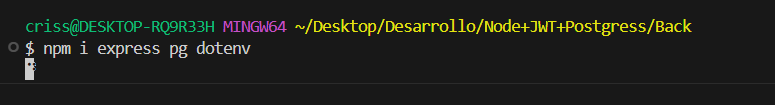 criss@DESKTOP-RQ9R33H MINGW64 ~/Desktop/Desarrollo/Node+JWT+Postgress/Back
$ npm i express pg dotenv